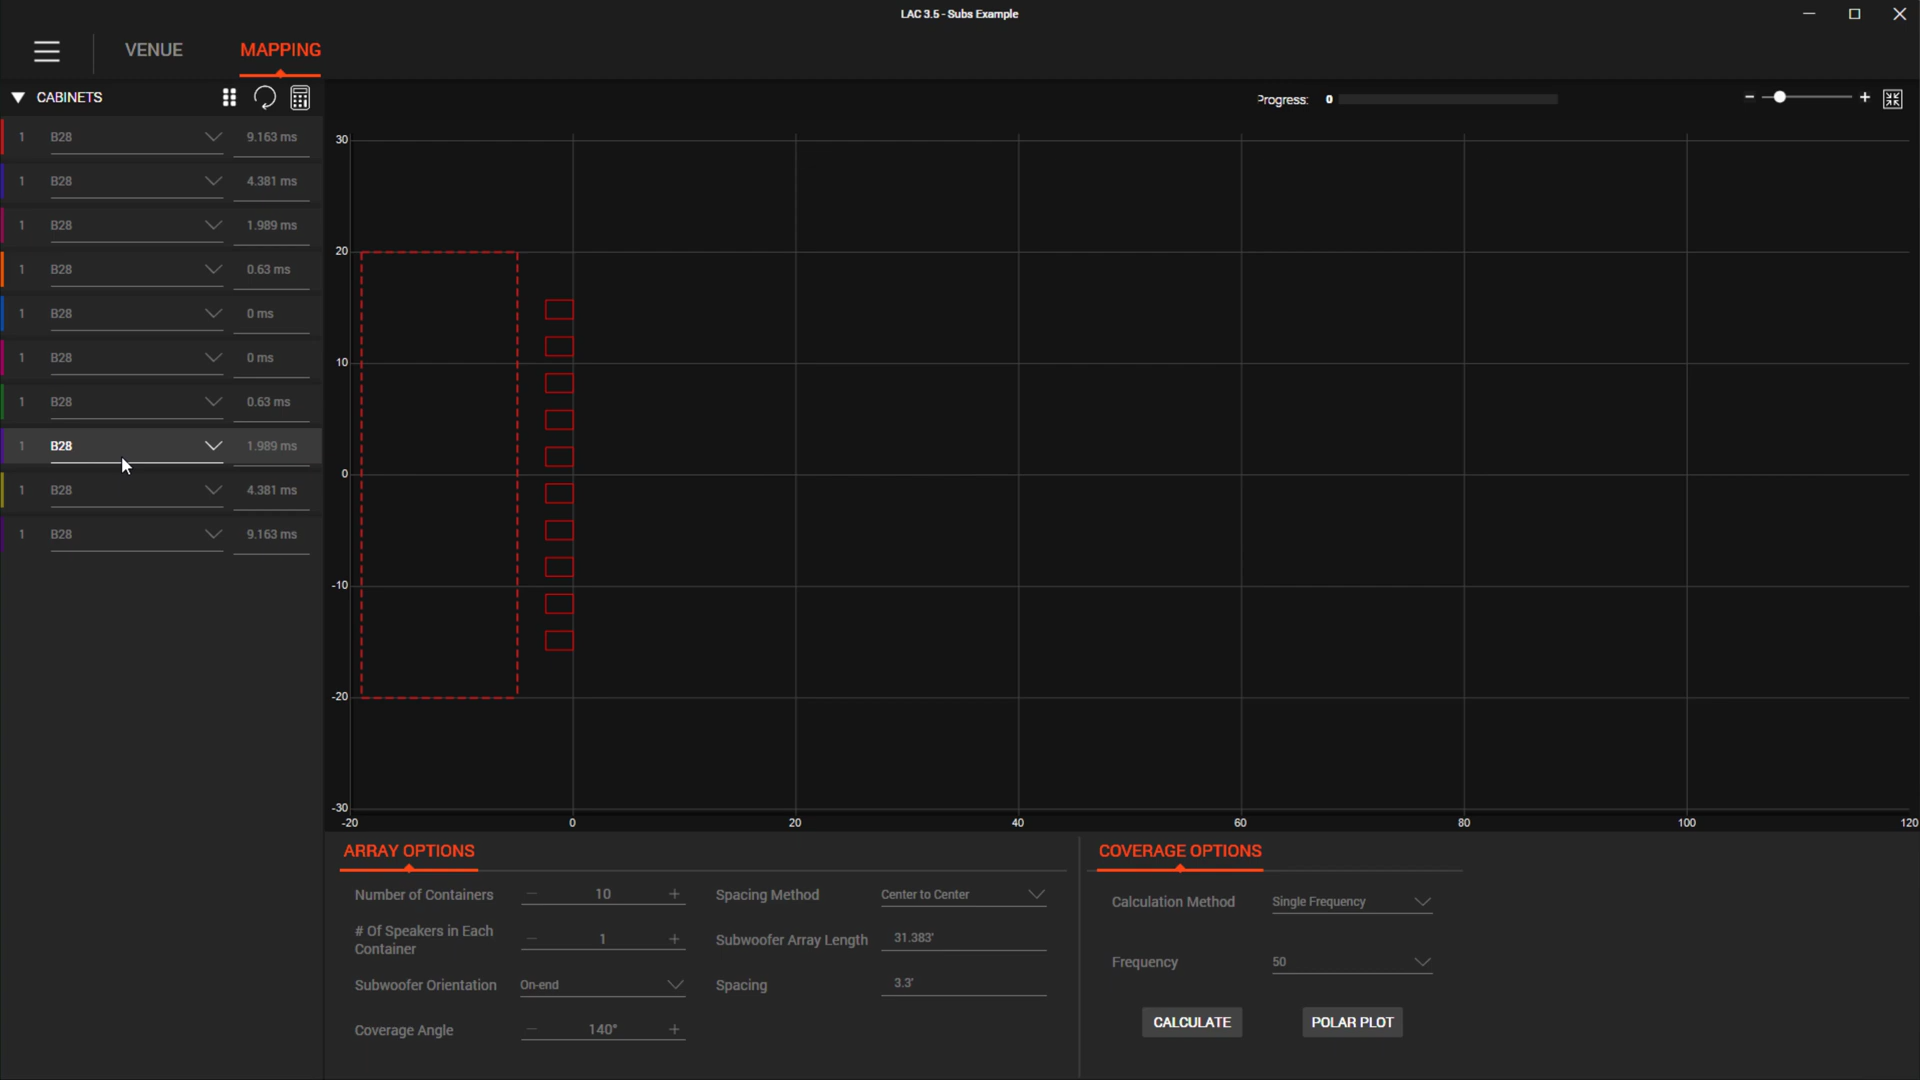 LAC 3.5 - Subs Example
VENUE
MAPPING
CABINETS
Progress: 0
1 B28 9.163 ms
1 B28 4.381 ms
1 B28 1.989 ms
1 B28 0.63 ms
1 B28 0 ms
1 B28 0 ms
1 B28 0.63 ms
1 B28 1.989 ms
1 B28 4.381 ms
1 B28 9.163 ms
30
20
10
0
-10
-20
-30
-20 0 20 40 60 80 100 120
ARRAY OPTIONS
Number of Containers 10
# Of Speakers in Each
Container
1
Subwoofer Orientation On-end
Coverage Angle 140°
Spacing Method Center to Center
Subwoofer Array Length 31.383'
Spacing 3.3'
COVERAGE OPTIONS
Calculation Method Single Frequency
Frequency 50
CALCULATE
POLAR PLOT